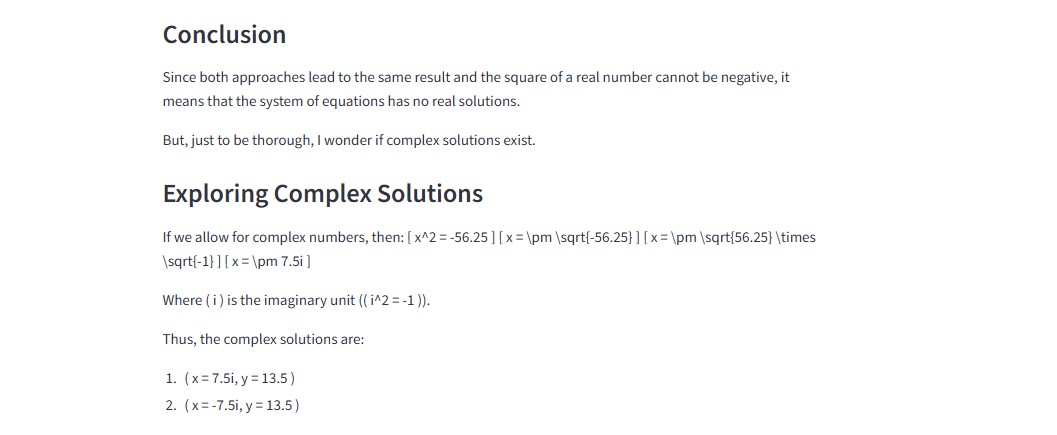 Conclusion
Since both approaches lead to the same result and the square of a real number cannot be negative, it
means that the system of equations has no real solutions.
But, just to be thorough, I wonder if complex solutions exist.
Exploring Complex Solutions
If we allow for complex numbers, then: [ x^2 = -56.25 ] [ x = \pm \sqrt{-56.25} ] [ x = \pm \sqrt{56.25} \times
\sqrt{-1} ] [ x = \pm 7.5i ]
Where ( i ) is the imaginary unit (( i^2 = -1 )).
Thus, the complex solutions are:
1. ( x = 7.5i, y = 13.5 )
2. ( x = -7.5i, y = 13.5 )